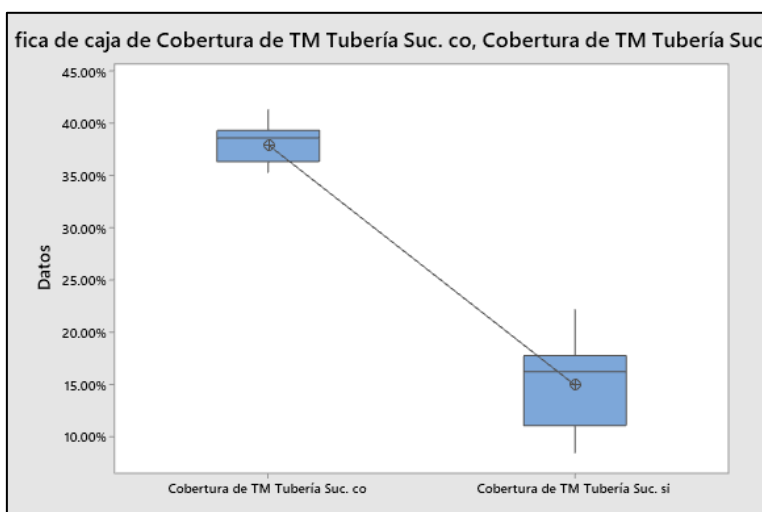 fica de caja de Cobertura de TM Tubería Suc. co, Cobertura de TM Tubería Suc
45.00%
40.00%
35.00%
30.00%
25.00%
20.00%
15.00%
10.00%
Datos
Cobertura de TM Tubería Suc. co
Cobertura de TM Tubería Suc. si